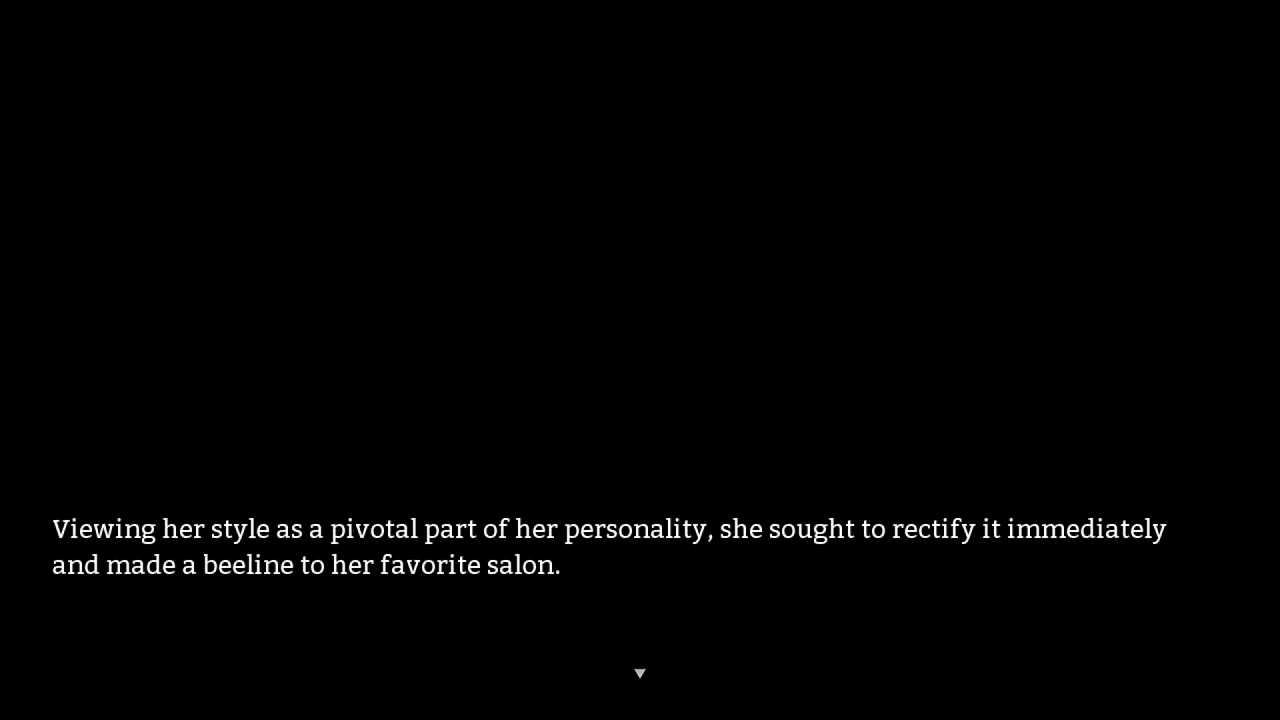 Viewing her style as a pivotal part of her personality, she sought to rectify it immediately
and made a beeline to her favorite salon.